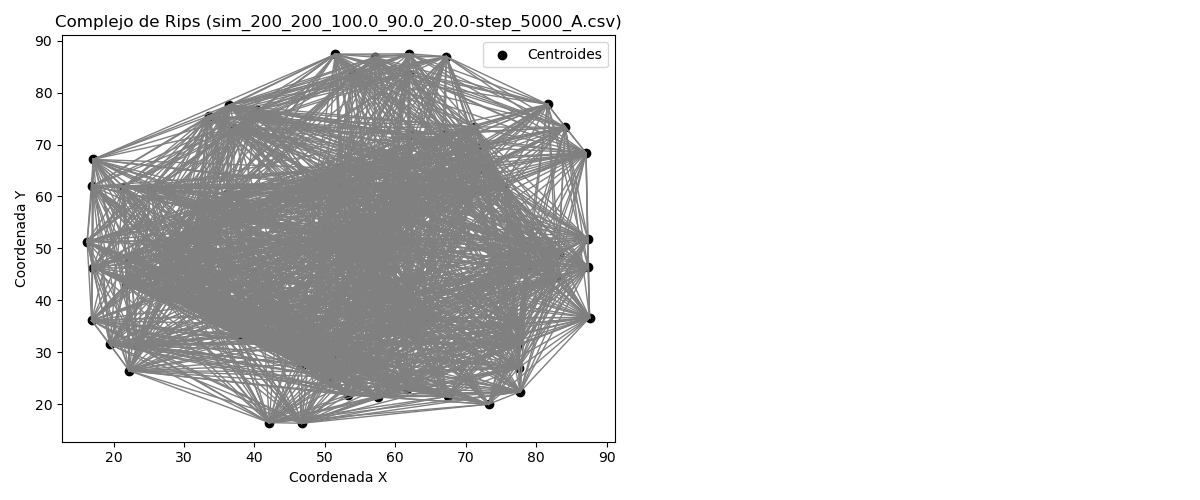 Complejo de Rips (sim_200_200_100.0_90.0_20.0-step_5000_A.csv)
Centroides
Coordenada Y
90
80
70
60
50
40
30
20
20 30 40 50 60 70 80 90
Coordenada X